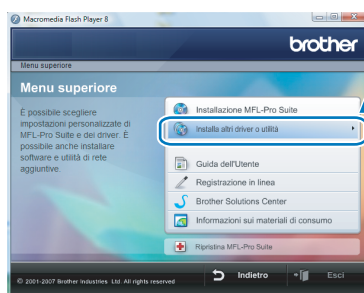 Macromedia Flash Player 8
brother
Menu superiore
Menu superiore
È possibile scegliere
impostazioni personalizzate di
MFL-Pro Suite e dei driver. È
possibile anche installare
software e utilità di rete
aggiuntive.
Installazione MFL-Pro Suite
Installa altri driver o utilità
Guida dell'Utente
Registrazione in linea
Brother Solutions Center
Informazioni sui materiali di consumo
Ripristina MFL-Pro Suite
© 2001-2007 Brother Industries Ltd. All rights reserved
Indietro
Esci